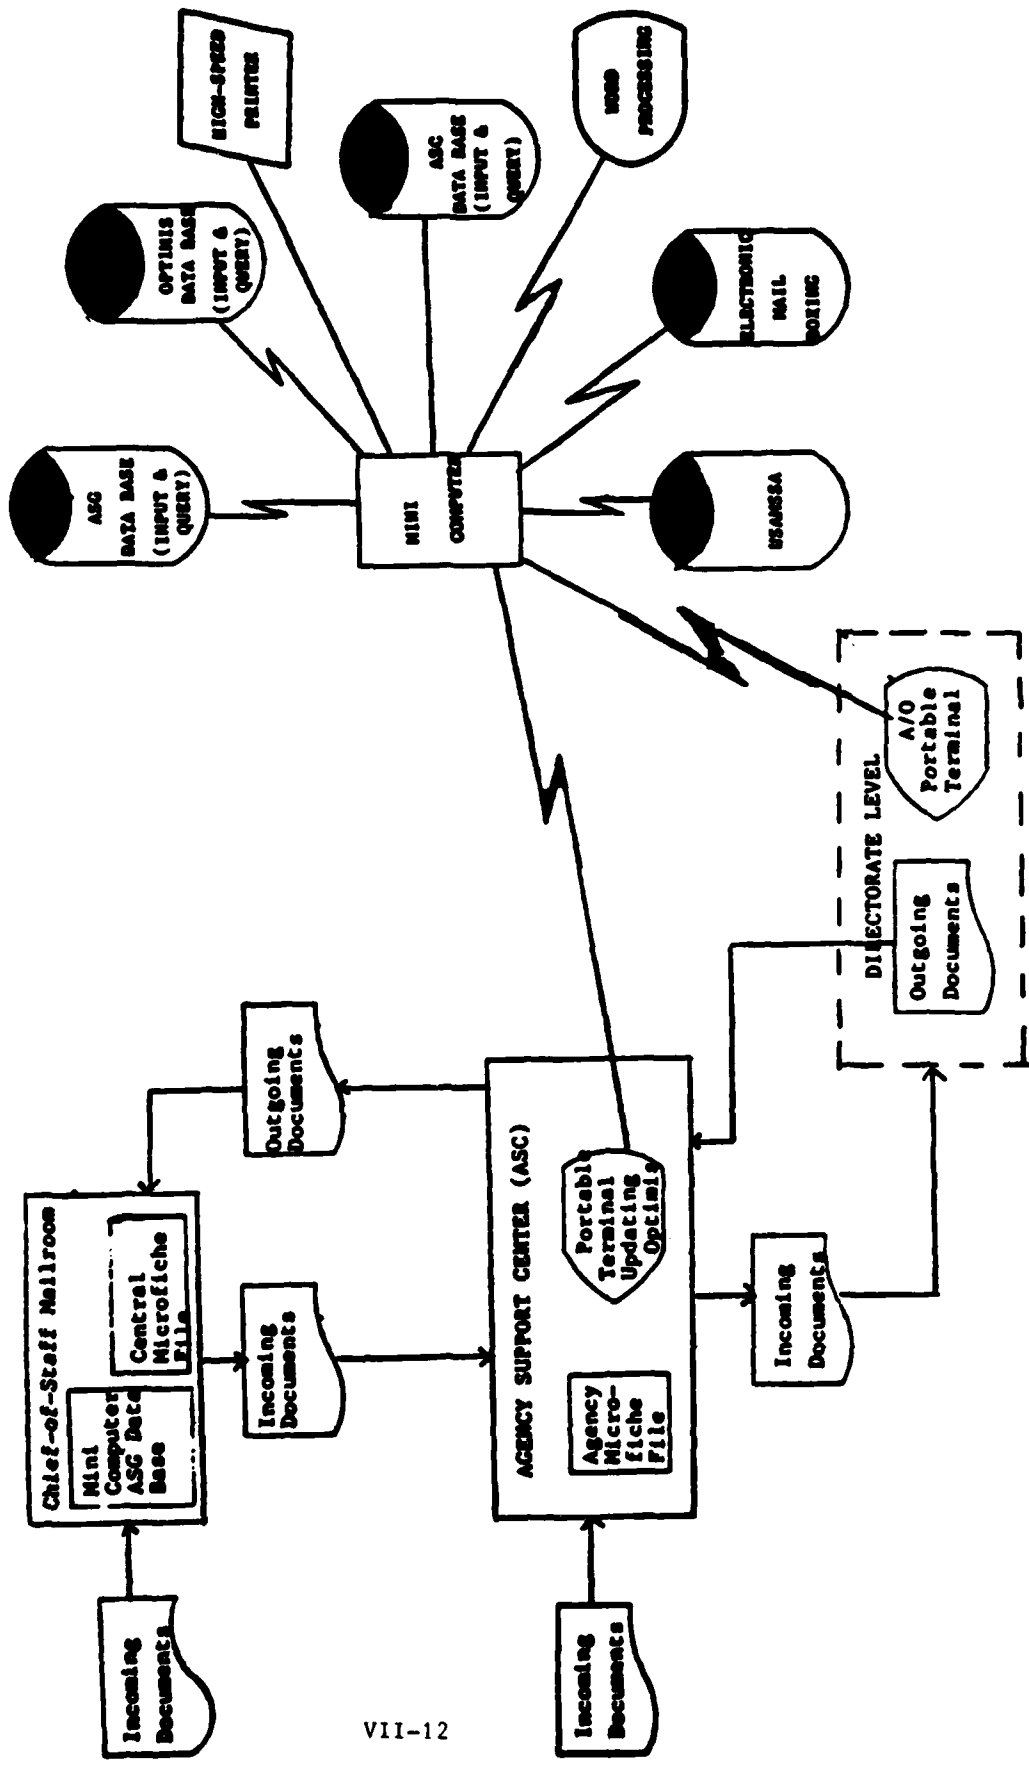 Incoming
Documents
Chief-of-Staff Mailroom
Mini
Computer
ASG Data
Base
Central
Microfiche
File
Incoming
Documents
Outgoing
Documents
Incoming
Documents
AGENCY SUPPORT CENTER (ASC)
Agency
Micro-
fiche
File
Portable
Terminal
Updating
Optimis
Incoming
Documents
DIRECTORATE LEVEL
Outgoing
Documents
A/O
Portable
Terminal
MINI
COMPUTER
ASG
DATA BASE
(INPUT &
QUERY)
OPTIMIS
DATA BASE
(INPUT &
QUERY)
HIGH-SPEED
PRINTER
ASC
DATA BASE
(INPUT &
QUERY)
WORD
PROCESSING
ELECTRONIC
MAIL
BOXING
USAMSSA
VII-12